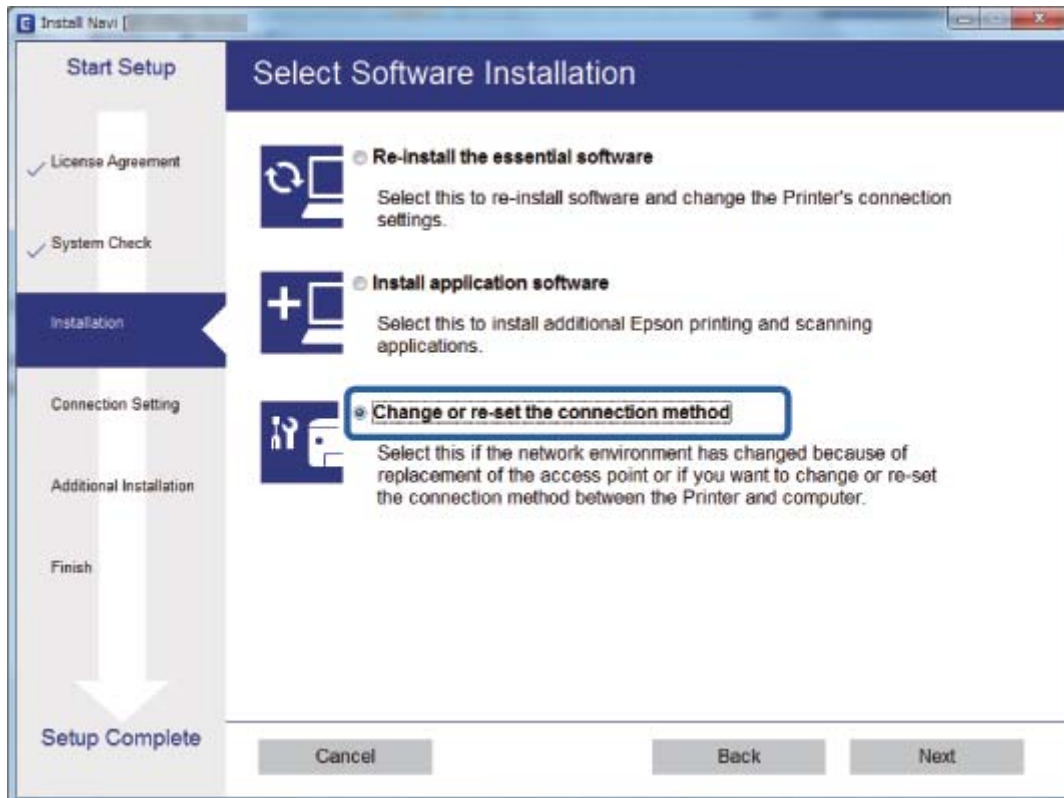 Install Navi [
Start Setup
License Agreement
System Check
Installation
Connection Setting
Additional Installation
Finish
Setup Complete
Select Software Installation
Re-install the essential software
Select this to re-install software and change the Printer's connection
settings.
Install application software
Select this to install additional Epson printing and scanning
applications.
Change or re-set the connection method
Select this if the network environment has changed because of
replacement of the access point or if you want to change or re-set
the connection method between the Printer and computer.
Cancel
Back
Next